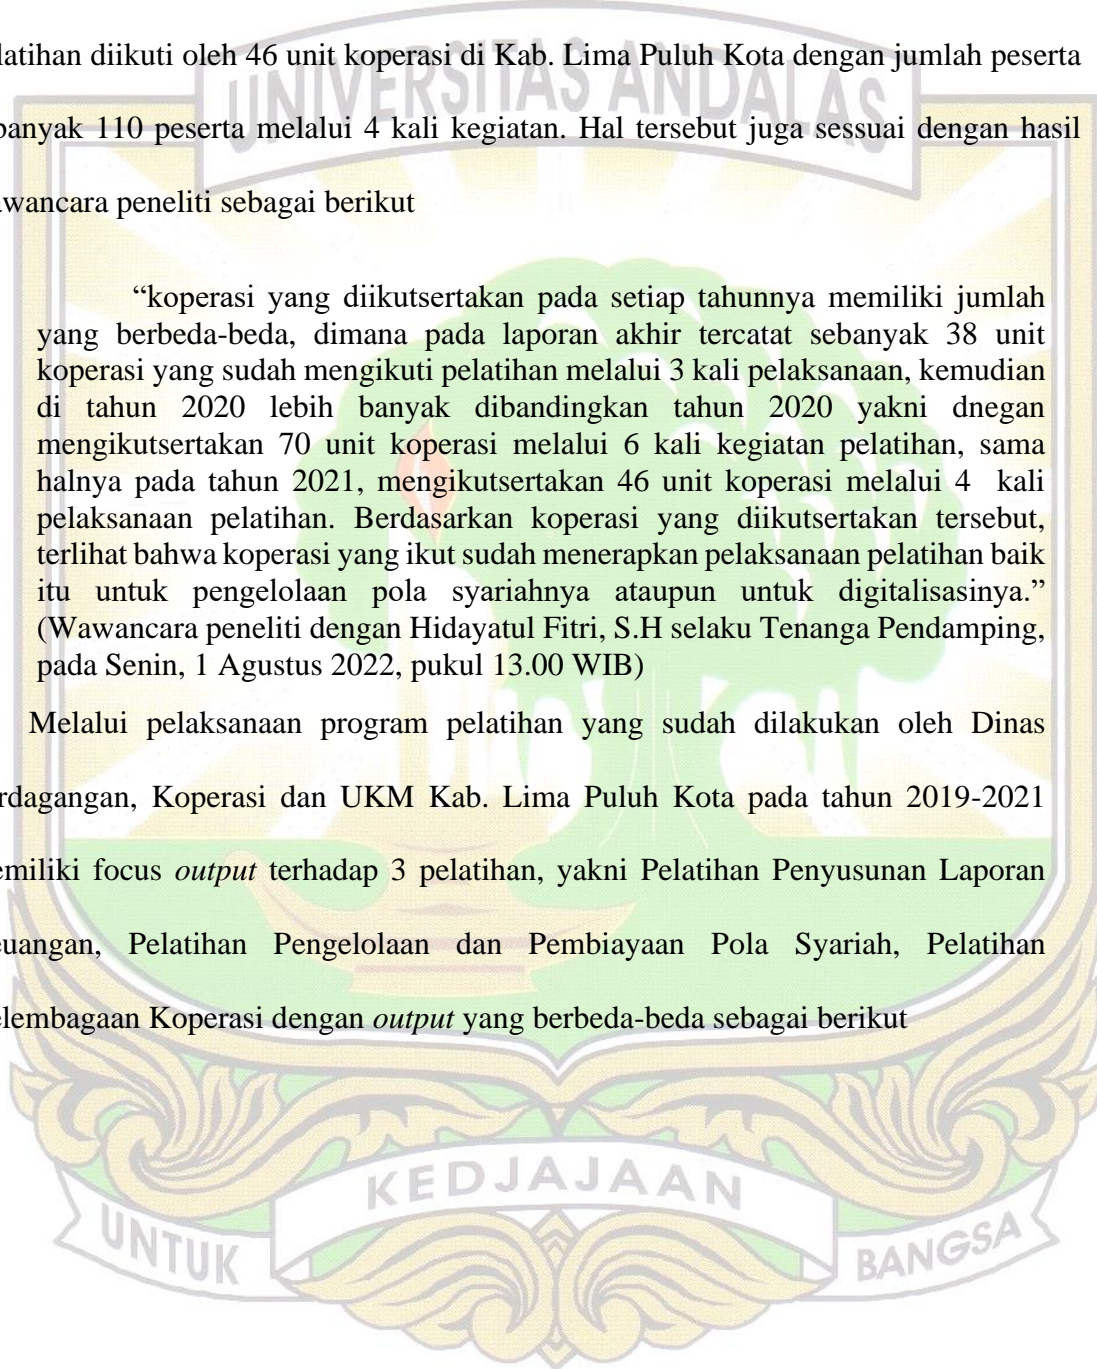 UNIVERSITAS ANDALAS
latihan diikuti oleh 46 unit koperasi di Kab. Lima Puluh Kota dengan jumlah peserta
banyak 110 peserta melalui 4 kali kegiatan. Hal tersebut juga sessuai dengan hasil
wancara peneliti sebagai berikut
“koperasi yang diikutsertakan pada setiap tahunnya memiliki jumlah
yang berbeda-beda, dimana pada laporan akhir tercatat sebanyak 38 unit
koperasi yang sudah mengikuti pelatihan melalui 3 kali pelaksanaan, kemudian
di tahun 2020 lebih banyak dibandingkan tahun 2020 yakni dnegan
mengikutsertakan 70 unit koperasi melalui 6 kali kegiatan pelatihan, sama
halnya pada tahun 2021, mengikutsertakan 46 unit koperasi melalui 4 kali
pelaksanaan pelatihan. Berdasarkan koperasi yang diikutsertakan tersebut,
terlihat bahwa koperasi yang ikut sudah menerapkan pelaksanaan pelatihan baik
itu untuk pengelolaan pola syariahnya ataupun untuk digitalisasinya.”
(Wawancara peneliti dengan Hidayatul Fitri, S.H selaku Tenanga Pendamping,
pada Senin, 1 Agustus 2022, pukul 13.00 WIB)
Melalui pelaksanaan program pelatihan yang sudah dilakukan oleh Dinas
rdagangan, Koperasi dan UKM Kab. Lima Puluh Kota pada tahun 2019-2021
emiliki focus output terhadap 3 pelatihan, yakni Pelatihan Penyusunan Laporan
euangan, Pelatihan Pengelolaan dan Pembiayaan Pola Syariah, Pelatihan
elembagaan Koperasi dengan output yang berbeda-beda sebagai berikut
UNTUK KEDJAJAAN BANGSA